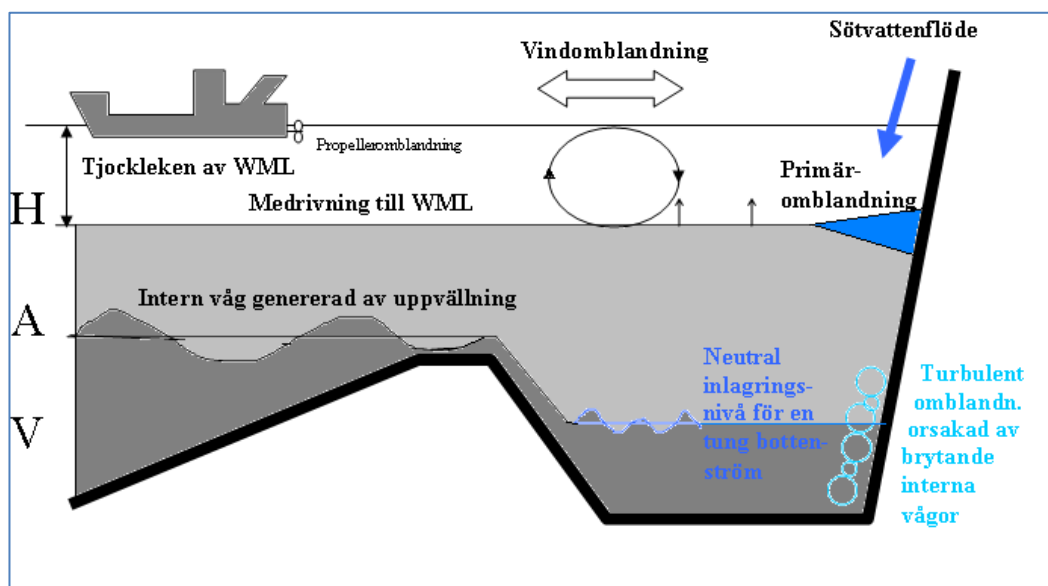 Sötvattenflöde
Vindomblandning
Propelleromblandning
Tjockleken av WML
Primär-
omblandning
H
Medrivning till WML
Intern våg genererad av uppvällning
A
Neutral
inlagrings-
nivå för en
tung botten-
ström
Turbulent
omblandn.
orsakad av
brytande
interna
vågor
V